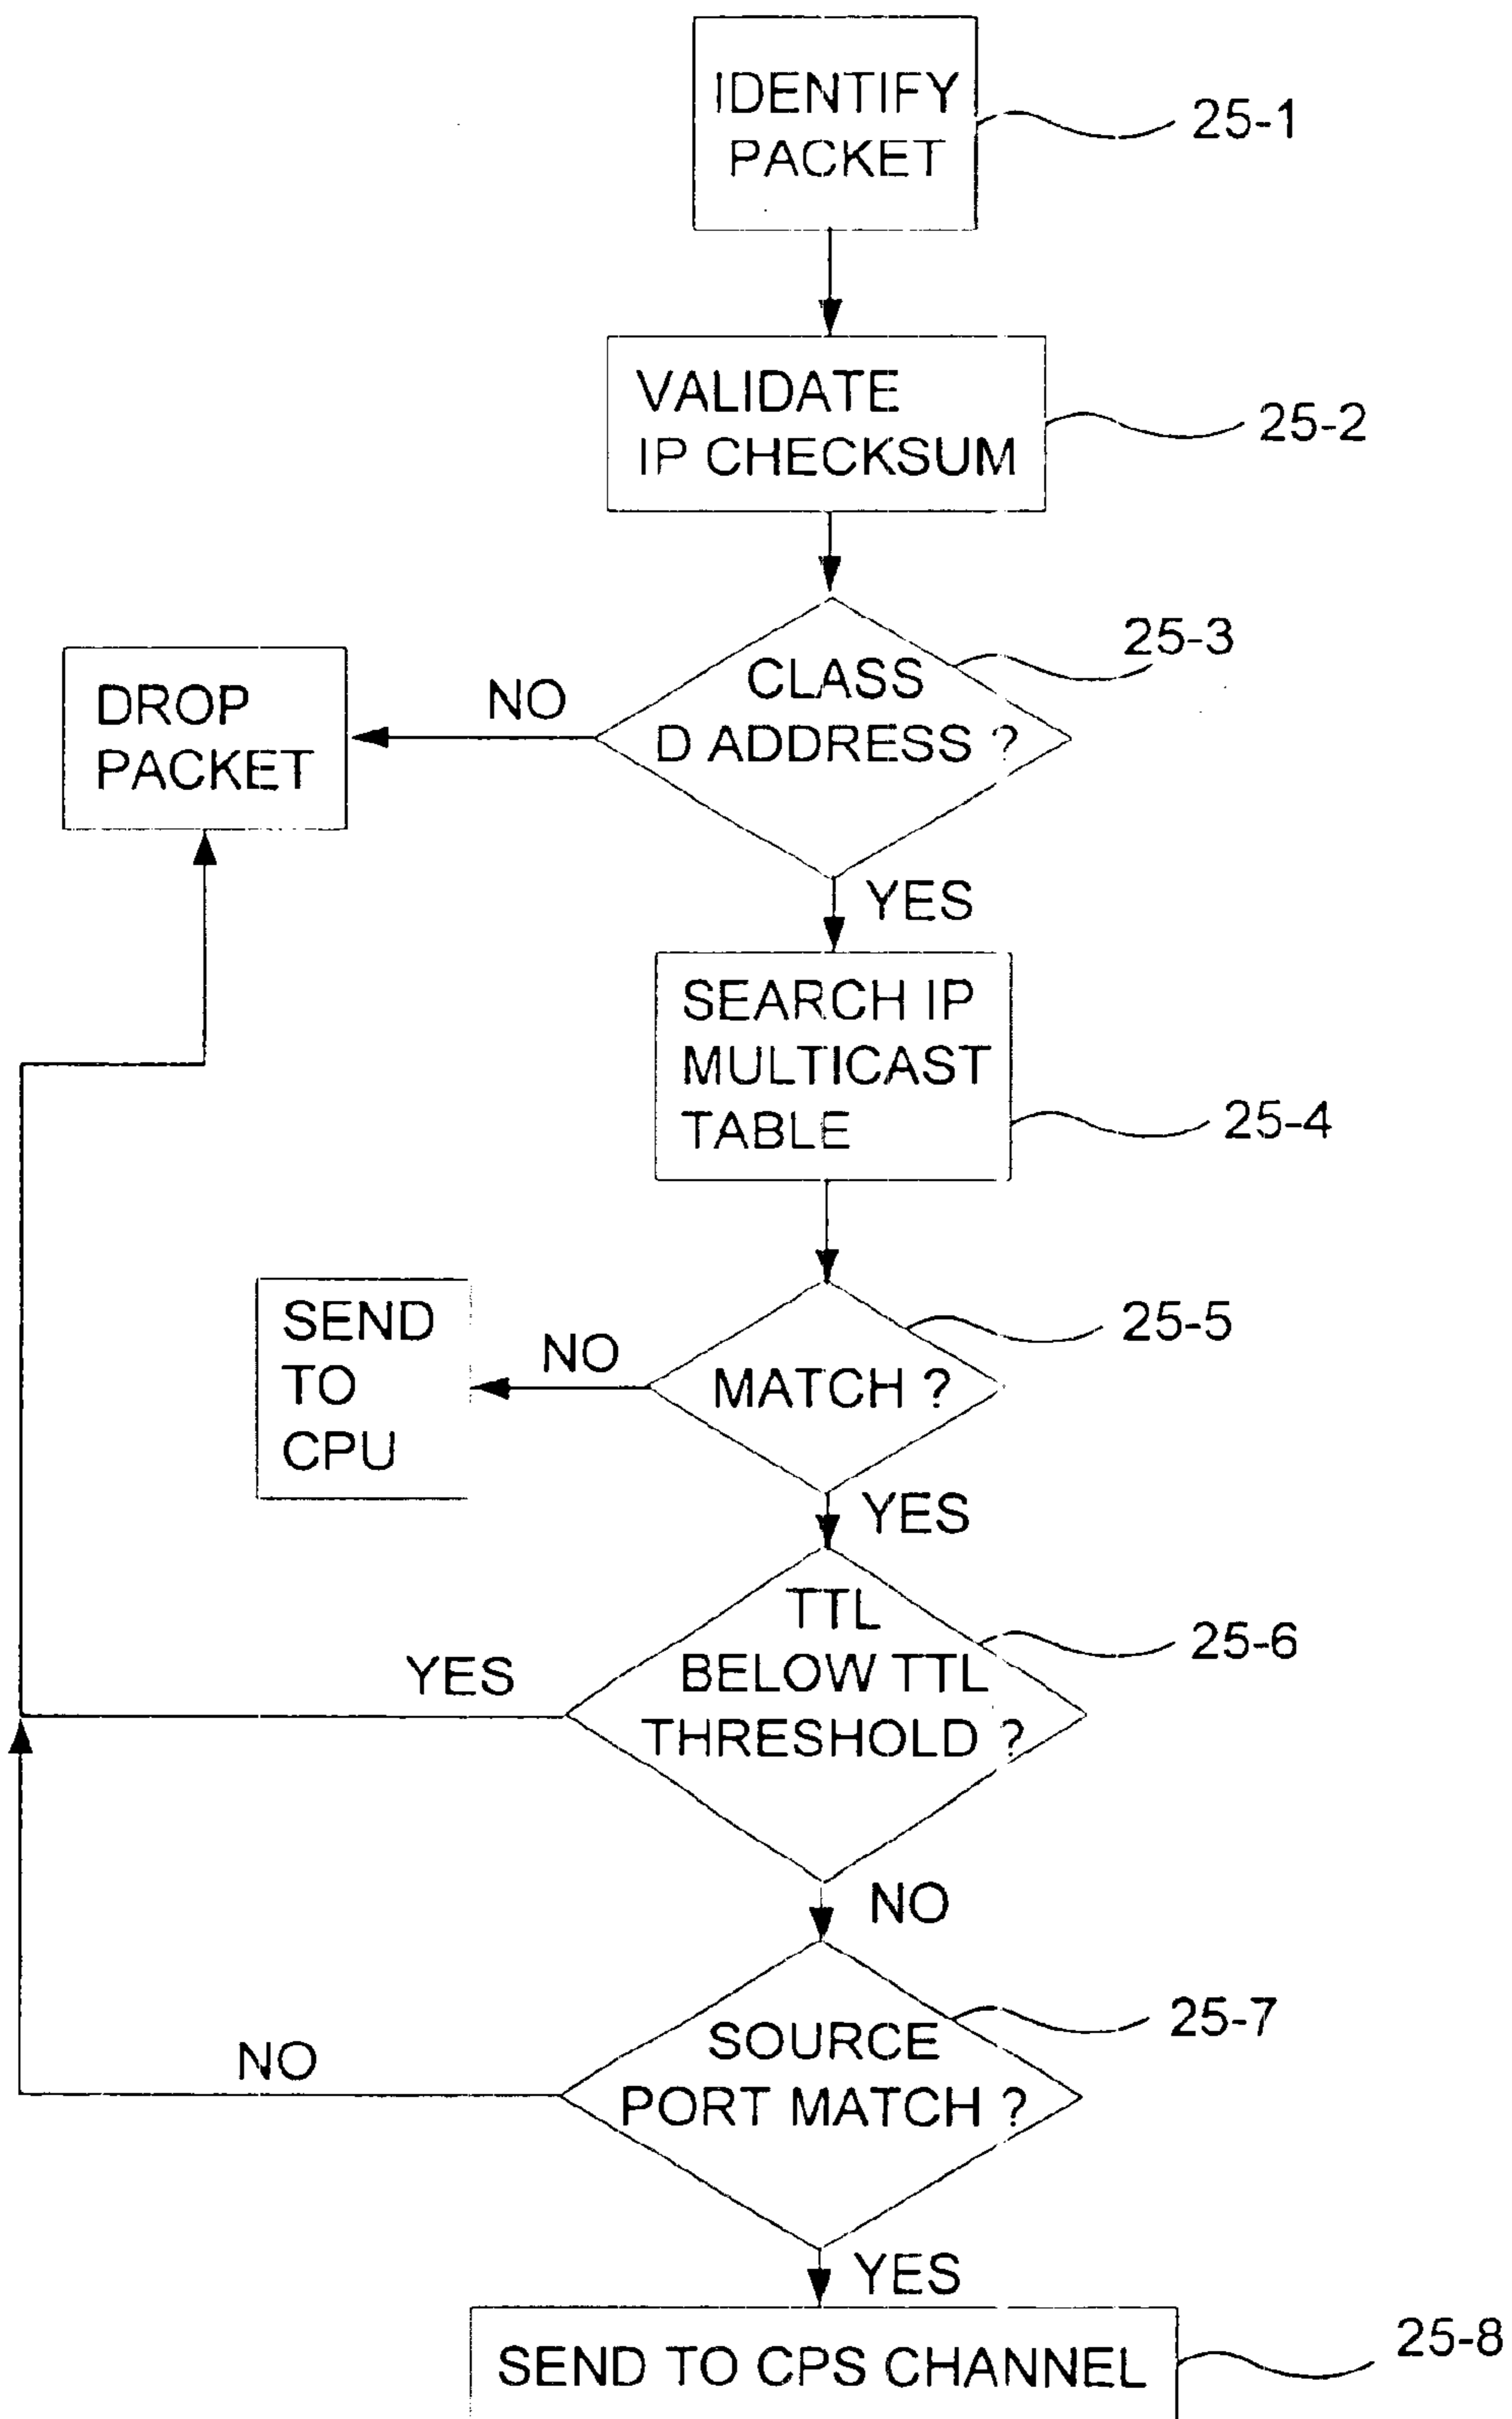 IDENTIFY
PACKET
25-1
VALIDATE
IP CHECKSUM
25-2
25-3
CLASS
D ADDRESS ?
NO
DROP
PACKET
YES
SEARCH IP
MULTICAST
TABLE
25-4
25-5
MATCH ?
NO
SEND
TO
CPU
YES
TTL
BELOW TTL
THRESHOLD ?
25-6
YES
NO
25-7
SOURCE
PORT MATCH ?
NO
YES
SEND TO CPS CHANNEL
25-8